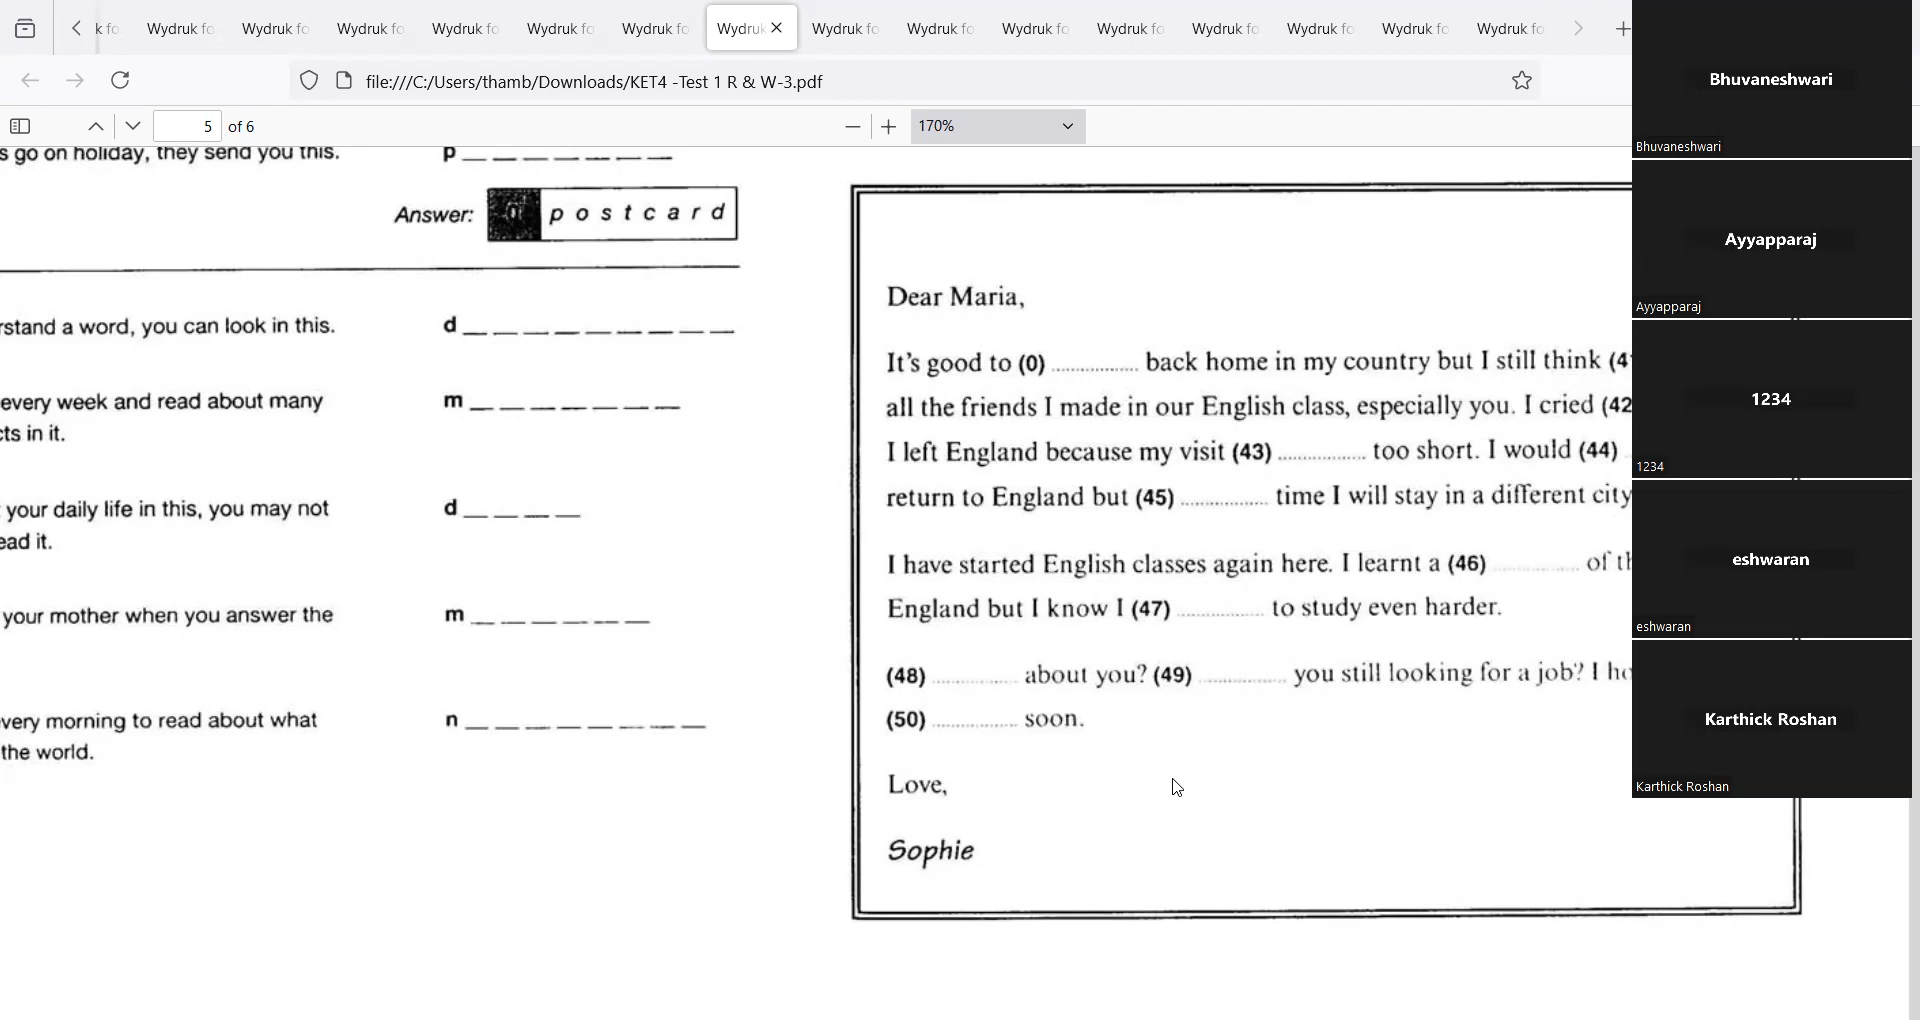 k fo
Wydruk fo
Wydruk fo
Wydruk fo
Wydruk fo
Wydruk fo
Wydruk fo
Wydruk
Wydruk fo
Wydruk fo
Wydruk fo
Wydruk fo
Wydruk fo
Wydruk fo
Wydruk fo
Wydruk fo
file:///C:/Users/thamb/Downloads/KET4 -Test 1 R & W-3.pdf
5 of 6
170%
s go on holiday, they send you this. p
Answer: 0 postcard
rstand a word, you can look in this. d
every week and read about many m
cts in it.
your daily life in this, you may not d
ead it.
your mother when you answer the m
very morning to read about what n
the world.
Dear Maria,
It's good to (0) ................. back home in my country but I still think (4
all the friends I made in our English class, especially you. I cried (42
I left England because my visit (43) ................. too short. I would (44)
return to England but (45) ................. time I will stay in a different city
I have started English classes again here. I learnt a (46) ................. of th
England but I know I (47) ................. to study even harder.
(48) ................. about you? (49) ................. you still looking for a job? I ho
(50) ................. soon.
Love,
Sophie
Bhuvaneshwari
Bhuvaneshwari
Ayyapparaj
Ayyapparaj
1234
1234
eshwaran
eshwaran
Karthick Roshan
Karthick Roshan